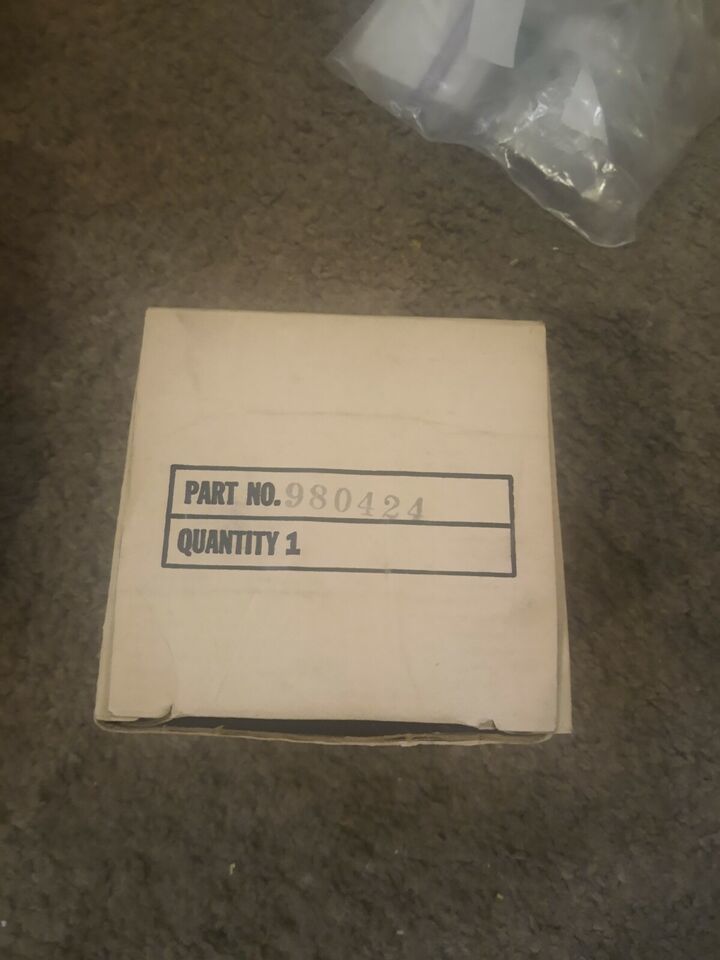 PART NO. 980424
QUANTITY 1